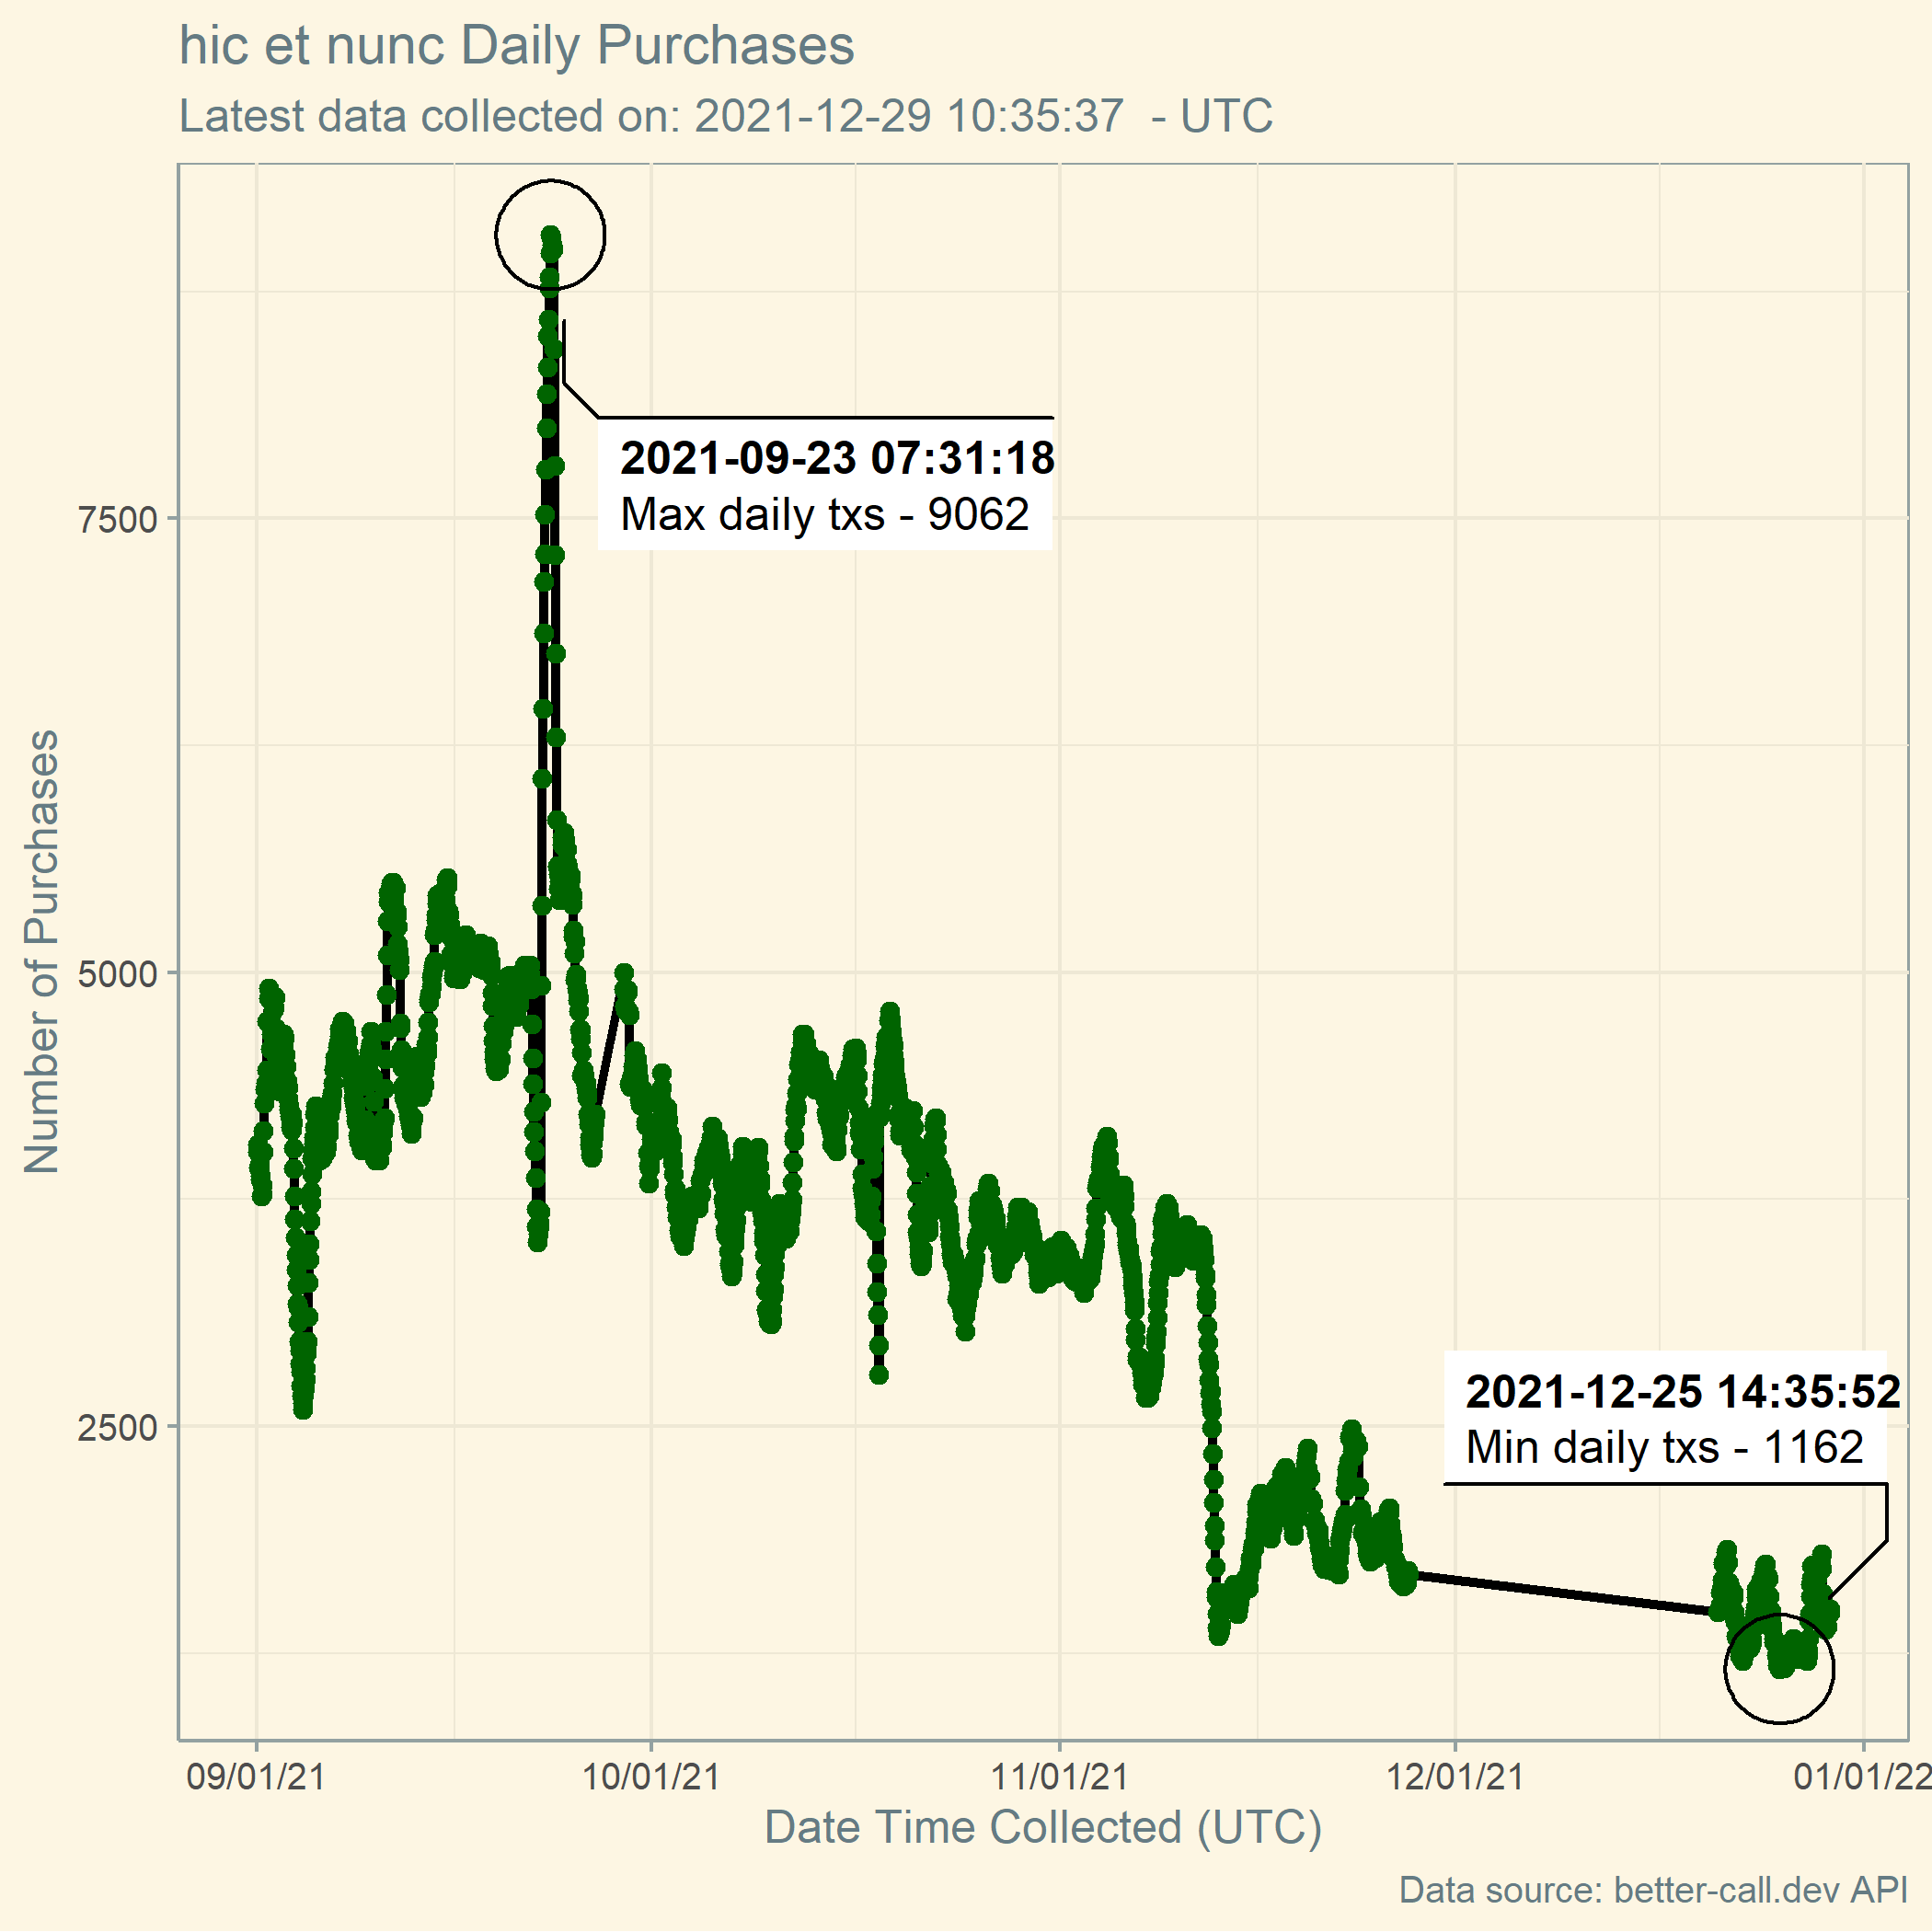 hic et nunc Daily Purchases
Latest data collected on: 2021-12-29 10:35:37  - UTC
Number of Purchases
7500
5000
2500
2021-09-23 07:31:18
Max daily txs - 9062
2021-12-25 14:35:52
Min daily txs - 1162
09/01/21
10/01/21
11/01/21
12/01/21
01/01/22
Date Time Collected (UTC)
Data source: better-call.dev API